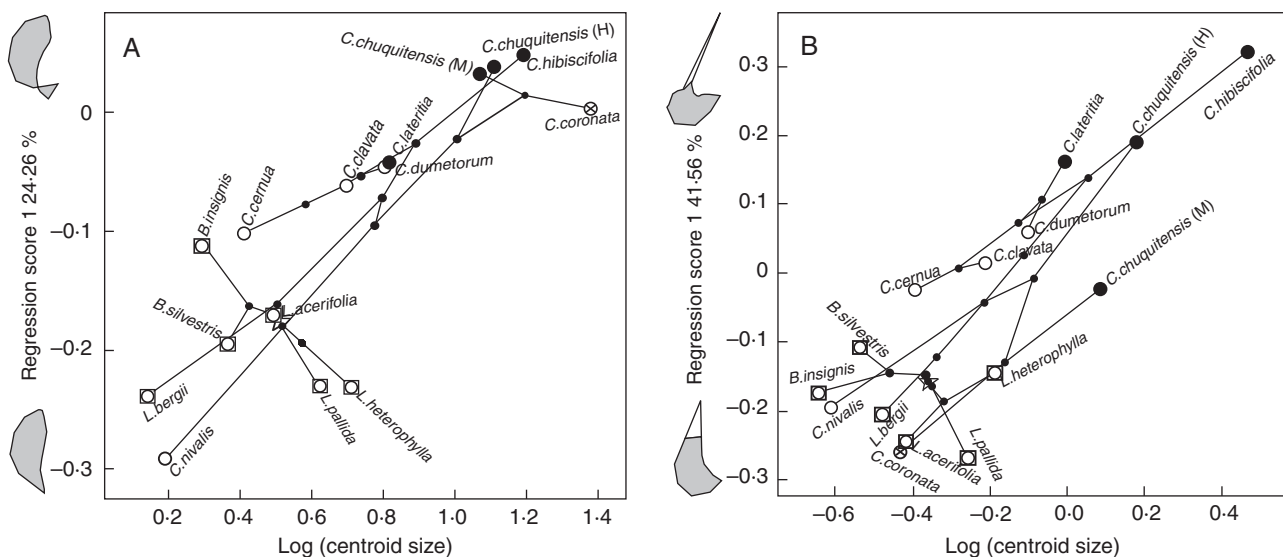 A
Regression score 1 24·26 %
0
–0.1
–0.2
–0.3
0·2
0·4
0·6
0·8
1·0
1·2
1·4
Log (centroid size)
C.chuquitensis (M)
C.chuquitensis (H)
C.hibiscifolia
C.coronata
C.clavata
C.lateritia
C.dumetorum
B.insignis
C.cernua
B.silvestris
L.acerifolia
L.bergii
L.pallida
L.heterophylla
C.nivalis
B
Regression score 1 41·56 %
0·3
0·2
0·1
0
–0.1
–0.2
–0.3
–0.6
–0.4
–0.2
0·0
0·2
0·4
Log (centroid size)
C.lateritia
C.chuquitensis (H)
C.hibiscifolia
C.dumetorum
C.clavata
C.cernua
C.chuquitensis (M)
B.silvestris
B.insignis
L.heterophylla
C.nivalis
L.bergii
L.acerifolia
L.pallida
C.coronata